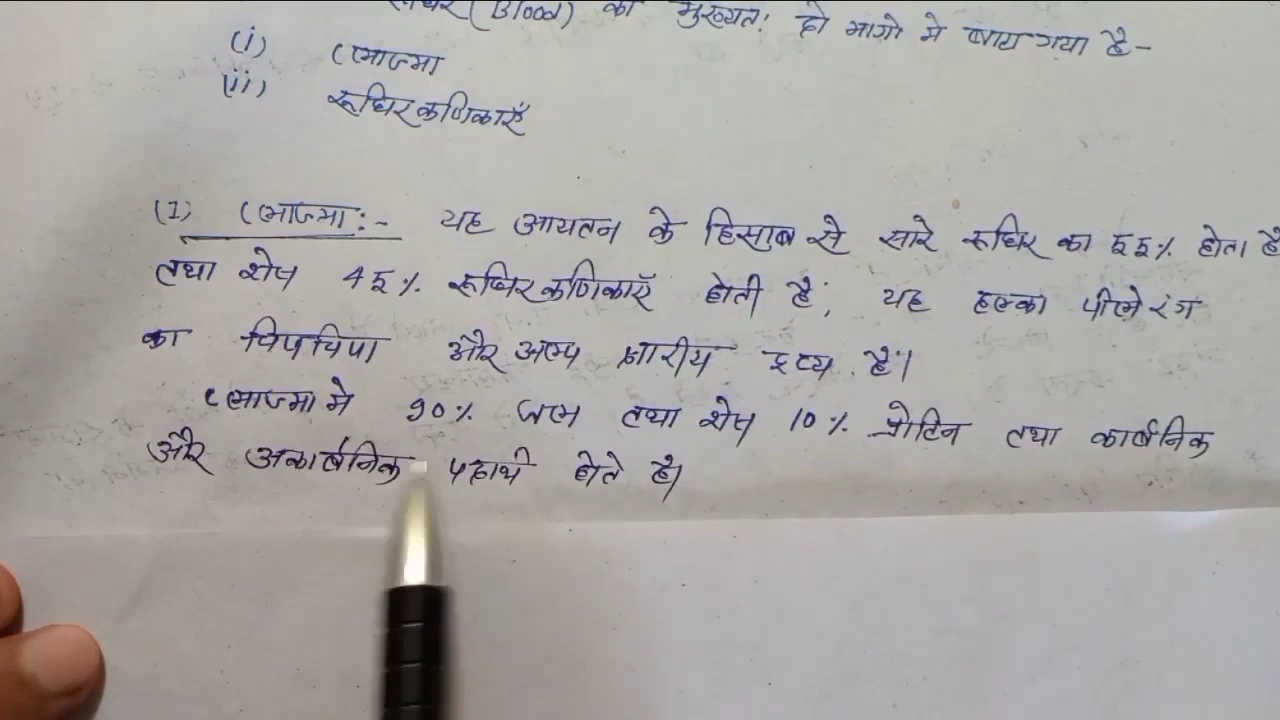 (Blood) का मुख्यतः दो भागो मे बाटा गया है-
(i) प्लाज्मा
(ii) रूधिर कणिकाएँ
(1) प्लाज्मा:- यह आयतन के हिसाब से सारे रूधिर का 55% होता है
तथा शेष 45% रूधिर कणिकाएँ होती है, यह हल्का पीले रंग
का चिपचिपा और अल्प क्षारीय द्रव्य है।
प्लाज्मा मे 90% जल तथा शेष 10% प्रोटिन तथा कार्बनिक
और अकार्बनिक पदार्थ होते है।